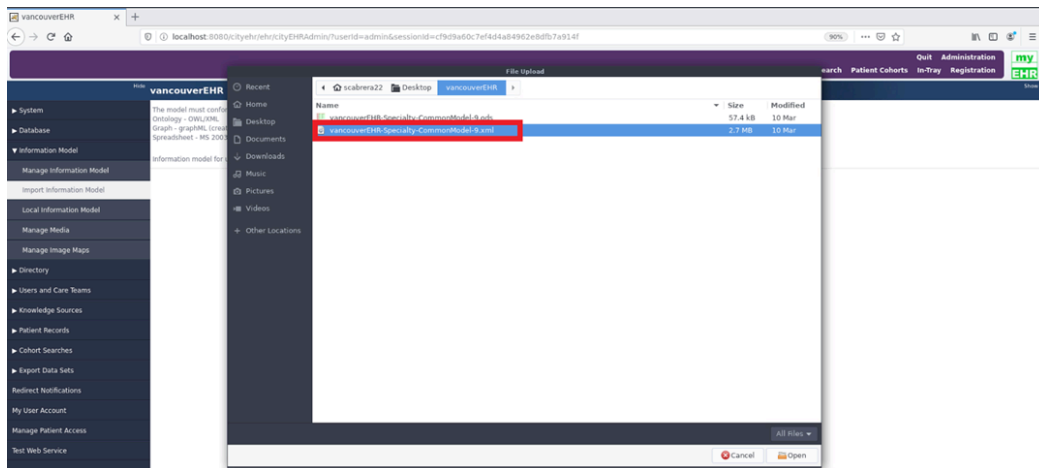 vancouverEHR
localhost:8080/cityehr/ehr/cityEHRAdmin/?userId=admin&sessionId=cf9d9a60c7ef4d4a84962e8dfb7a914f
90%
Quit Administration
earch Patient Cohorts In-Tray Registration
my
EHR
Hide
vancouverEHR
Show
File Upload
System
Database
Information Model
Manage Information Model
Import Information Model
Local Information Model
Manage Media
Manage Image Maps
Directory
Users and Care Teams
Knowledge Sources
Patient Records
Cohort Searches
Export Data Sets
Redirect Notifications
My User Account
Manage Patient Access
Test Web Service
The model must confo
Ontology - OWL/XML
Graph - graphML (creat
Spreadsheet - MS 2003
Information model for
Recent
Home
Desktop
Documents
Downloads
Music
Pictures
Videos
Other Locations
scabrera22 Desktop vancouverEHR
Name Size Modified
vancouverEHR-Specialty-CommonModel-9.ods 57.4 kB 10 Mar
vancouverEHR-Specialty-CommonModel-9.xml 2.7 MB 10 Mar
All Files
Cancel Open